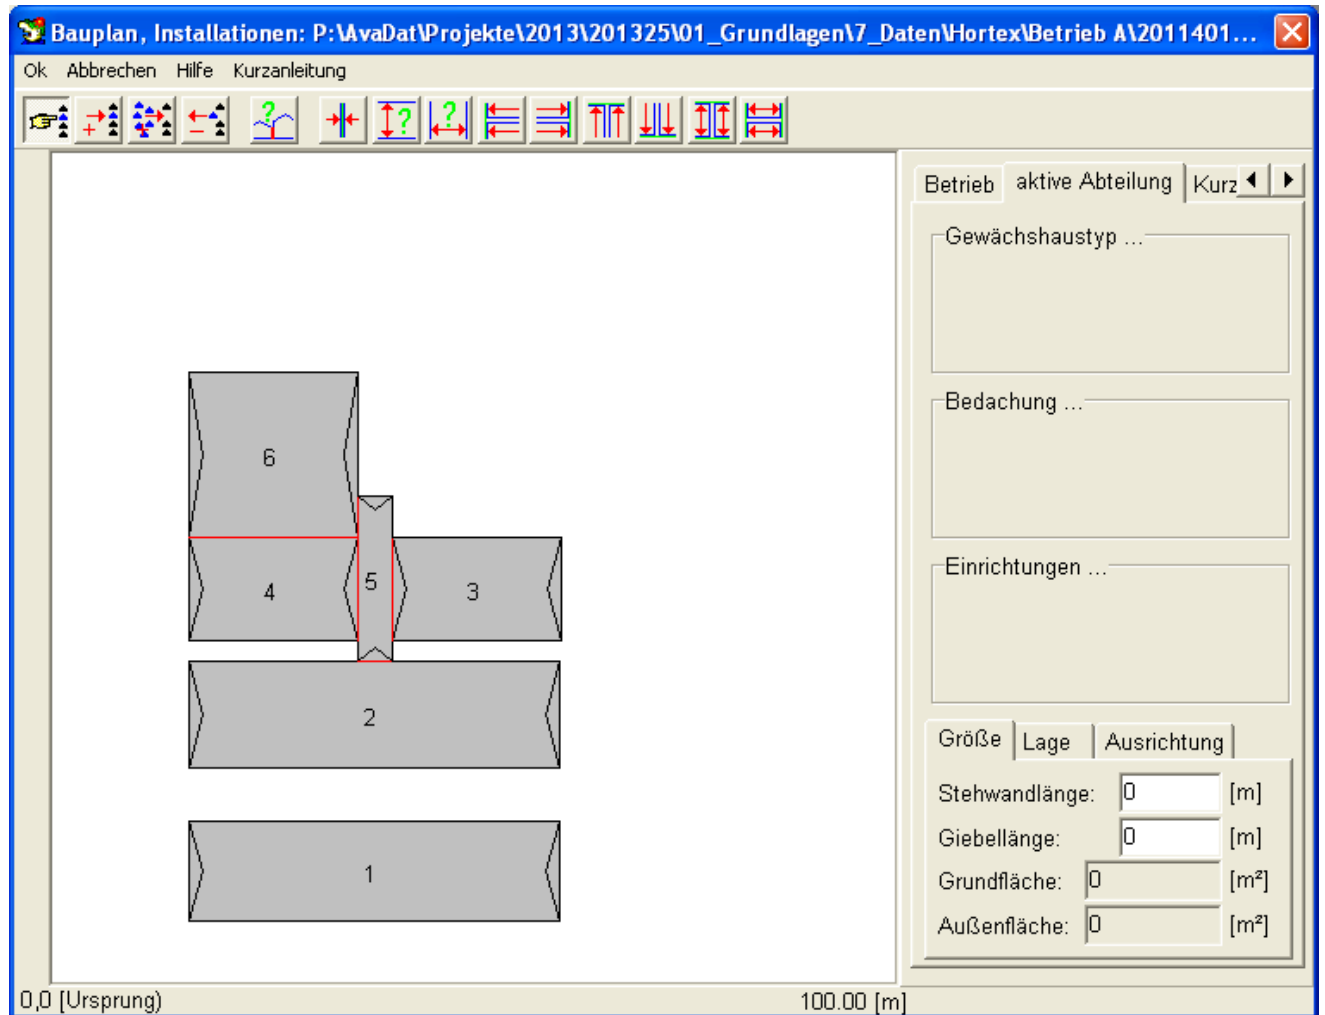 Bauplan, Installationen: P:\AvaDat\Projekte\2013\201325\01_Grundlagen\7_Daten\Hortex\Betrieb A\2011401...
Ok Abbrechen Hilfe Kurzanleitung
? ? ?
Betrieb aktive Abteilung Kurz
Gewächshaustyp ...
Bedachung ...
Einrichtungen ...
6
4 5 3
2
1
Größe Lage Ausrichtung
Stehwandlänge: 0 [m]
Giebellänge: 0 [m]
Grundfläche: 0 [m²]
Außenfläche: 0 [m²]
0,0 [Ursprung) 100.00 [m]